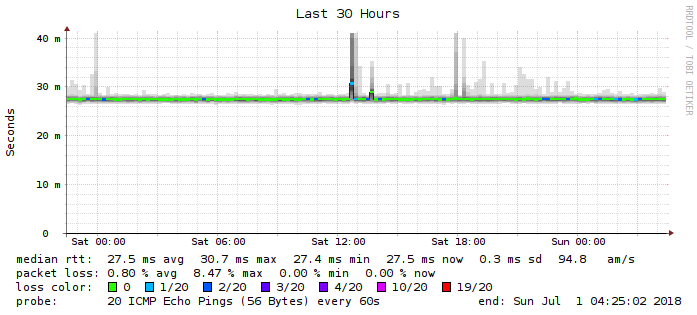 Last 30 Hours
RRDTOOL / TOBI OETIKER
Seconds
40 m
30 m
20 m
10 m
0
Sat 00:00 Sat 06:00 Sat 12:00 Sat 18:00 Sun 00:00
median rtt: 27.5 ms avg 30.7 ms max 27.4 ms min 27.5 ms now 0.3 ms sd 94.8 am/s
packet loss: 0.80 % avg 8.47 % max 0.00 % min 0.00 % now
loss color: 0 1/20 2/20 3/20 4/20 10/20 19/20
probe: 20 ICMP Echo Pings (56 Bytes) every 60s end: Sun Jul 1 04:25:02 2018